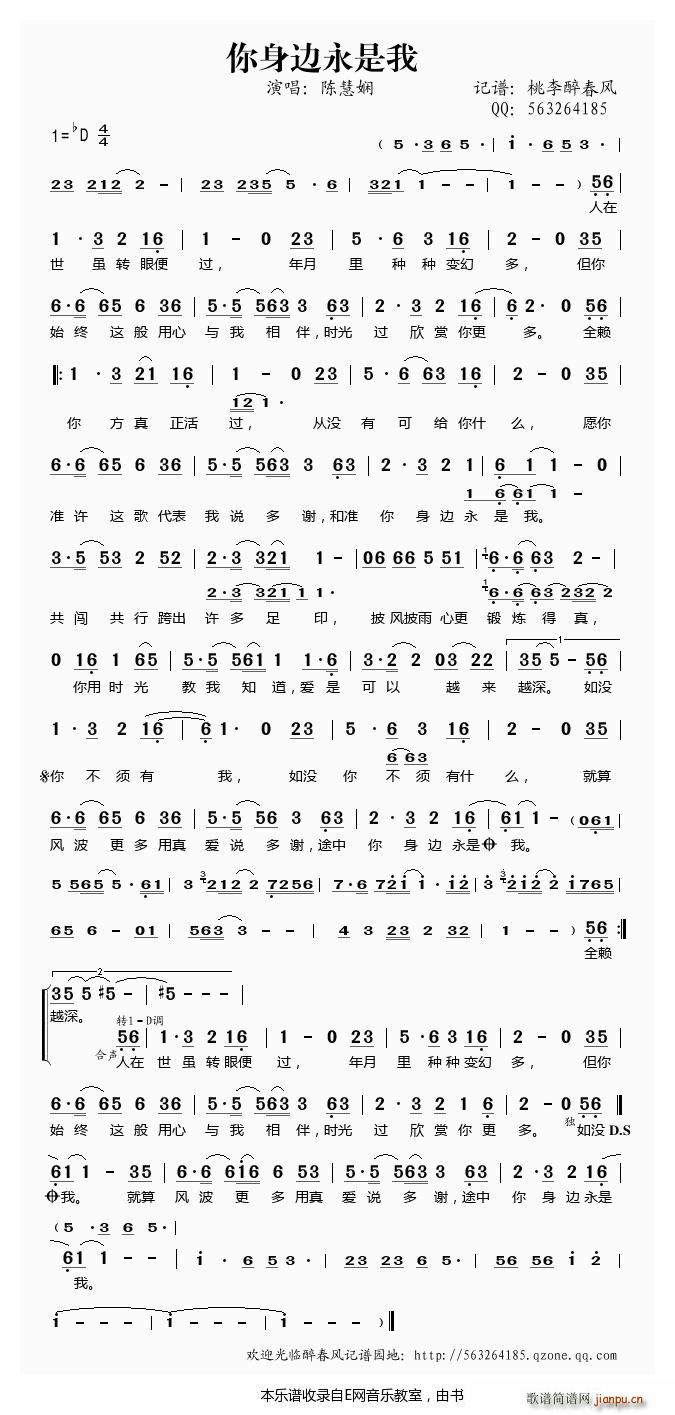 你身边永是我
演唱：陈慧娴 记谱：桃李醉春风
QQ：563264185
1=♭D 4/4
( 5 · 3 6 5 · | i · 6 5 3 · |
23 212 2 – | 23 235 5 · 6 | 321 1 – – | 1 – – ) 56 |
人在
1 · 3 2 16 | 1 – 0 23 | 5 · 6 3 16 | 2 – 0 35 |
世 虽 转 眼便 过， 年月 里 种 种 变幻 多， 但你
6·6 65 6 36 | 5·5 563 3 63 | 2 · 3 2 16 | 6 2· 0 56 |
始终 这般用心 与我 相 伴，时光 过 欣赏你更 多。 全赖
|: 1 · 3 21 16 | 1 – 0 23 | 5 · 6 63 16 | 2 – 0 35 |
12 1 ·
你 方真 正活 过， 从没 有 可 给你什 么， 愿你
6·6 65 6 36 | 5·5 563 3 63 | 2 · 3 2 1 | 6 1 1 – 0
1 6 61 1 –
准许 这歌代表 我说多谢，和准 你 身边永是我。
3·5 53 2 52 | 2·3 321 1 – | 06 66 5 51 | 6·6 63 2 – |
2·3 321 1 1· 6·6 63 232 2
共闯 共行跨出 许多足 印， 披风披雨心更 锻炼得真，
0 16 1 65 | 5·5 561 1 1·6 | 3·2 2 03 22 | 35 5 – 56 |
1
你用时光 教我 知道，爱是 可以 越来 越深。 如没
1 · 3 2 16 | 6 1· 0 23 | 5 · 6 3 16 | 2 – 0 35
6 63
你 不须有 我， 如没 你 不须有什么， 就算
6·6 65 6 36 | 5·5 56 6 63 | 2 · 3 2 16 | 61 1 – (061 |
风波 更多用真 爱说多谢，途中 你 身边永是 我。
5 565 5 · 61 | 3 3212 2 7256 | 7·6 721 1 · 12 | 3 3212 2 1765 |
65 6 – 01 | 563 3 – – | 4 3 23 2 32 | 1 – – ) 56 :|
全赖
2
35 5 #5 – | #5 – – – |
越深。 转1=D调
56 | 1·3 2 16 | 1 – 0 23 | 5·6 3 16 | 2 – 0 35 |
合声 人在 世虽转眼便 过， 年月 里种种变幻 多， 但你
6·6 65 6 36 | 5·5 563 3 63 | 2 · 3 2 1 6 | 2 – 0 56
始终 这般用心 与我 相 伴，时光 过 欣赏你更 多。 独 如没 D.S
61 1 – 35 | 6·6 616 6 53 | 5·5 563 3 63 | 2·3 2 16
我。 就算 风波 更多用真 爱说多谢，途中 你身边永是
( 5 · 3 6 5· |
61 1 – – | i · 6 5 3 · | 23 23 6 5 · | 56 56 i 2 |
我。
i – – – | i – – – | i – – – ) |
欢迎光临醉春风记谱园地：http://563264185.qzone.qq.com
本乐谱收录自E网音乐教室，由书
歌谱简谱网
jianpu.cn